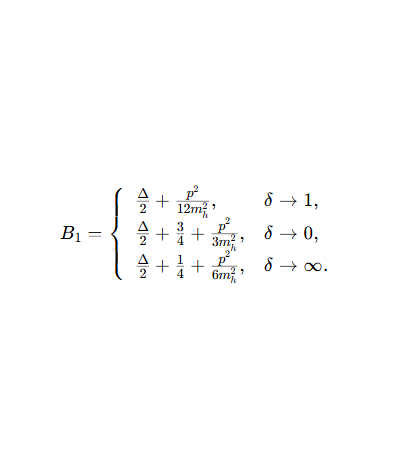 B_1 = \begin{cases} \frac{\Delta}{2} + \frac{p^2}{12m_h^2}, & \delta \to 1, \\ \frac{\Delta}{2} + \frac{3}{4} + \frac{p^2}{3m_h^2}, & \delta \to 0, \\ \frac{\Delta}{2} + \frac{1}{4} + \frac{p^2}{6m_h^2}, & \delta \to \infty. \end{cases}